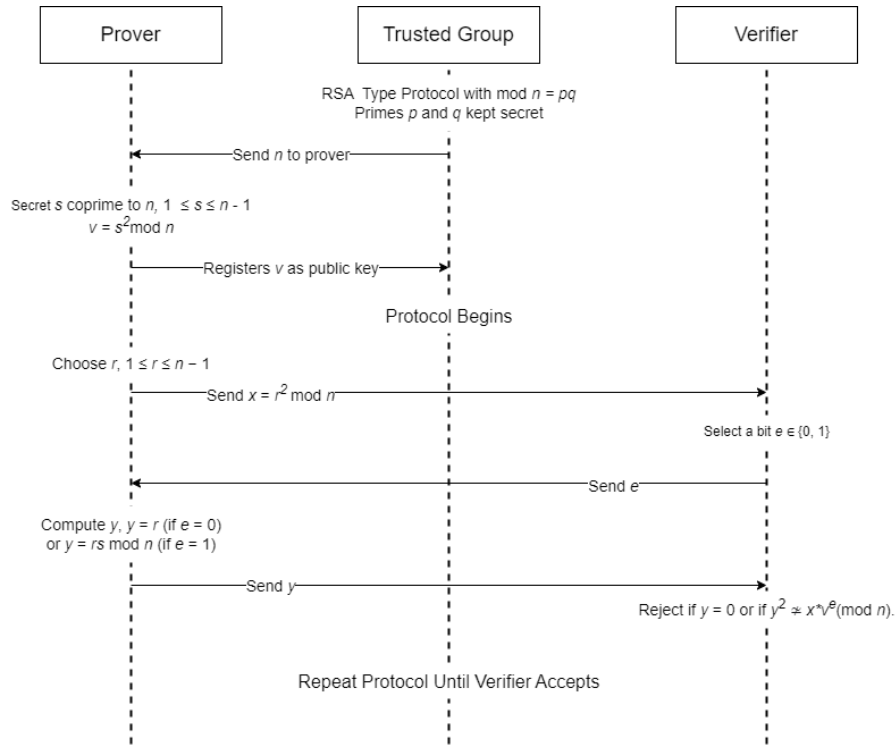 Prover
Trusted Group
Verifier
RSA Type Protocol with mod n = pq
Primes p and q kept secret
Send n to prover
Secret s coprime to n, 1 ≤ s ≤ n - 1
v = s²mod n
Registers v as public key
Protocol Begins
Choose r, 1 ≤ r ≤ n − 1
Send x = r² mod n
Select a bit e ∈ {0, 1}
Send e
Compute y, y = r (if e = 0)
or y = rs mod n (if e = 1)
Send y
Reject if y = 0 or if y² ≭ x*vᵉ(mod n).
Repeat Protocol Until Verifier Accepts